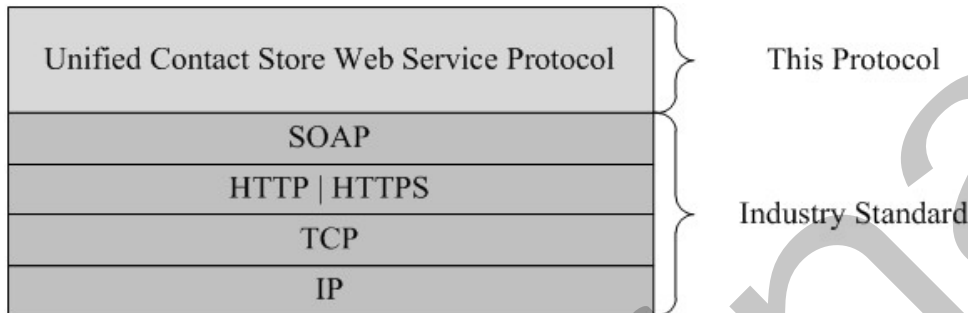 Unified Contact Store Web Service Protocol
This Protocol
SOAP
HTTP | HTTPS
TCP
IP
Industry Standard